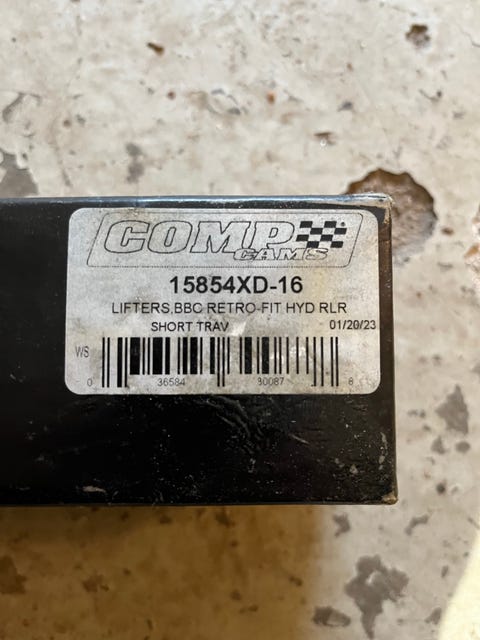 COMP
CAMS
15854XD-16
LIFTERS,BBC RETRO-FIT HYD RLR
SHORT TRAV 01/20/23
WS
0 36584 30087 8